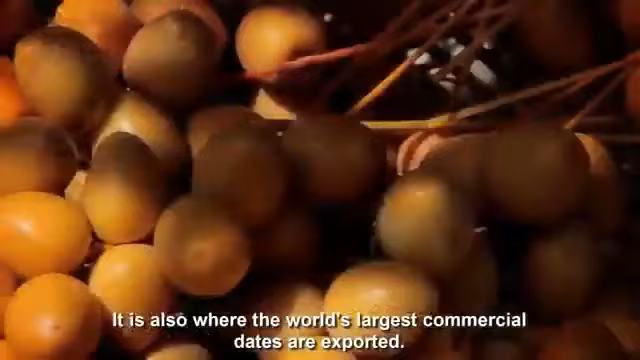 It is also where the world's largest commercial
dates are exported.